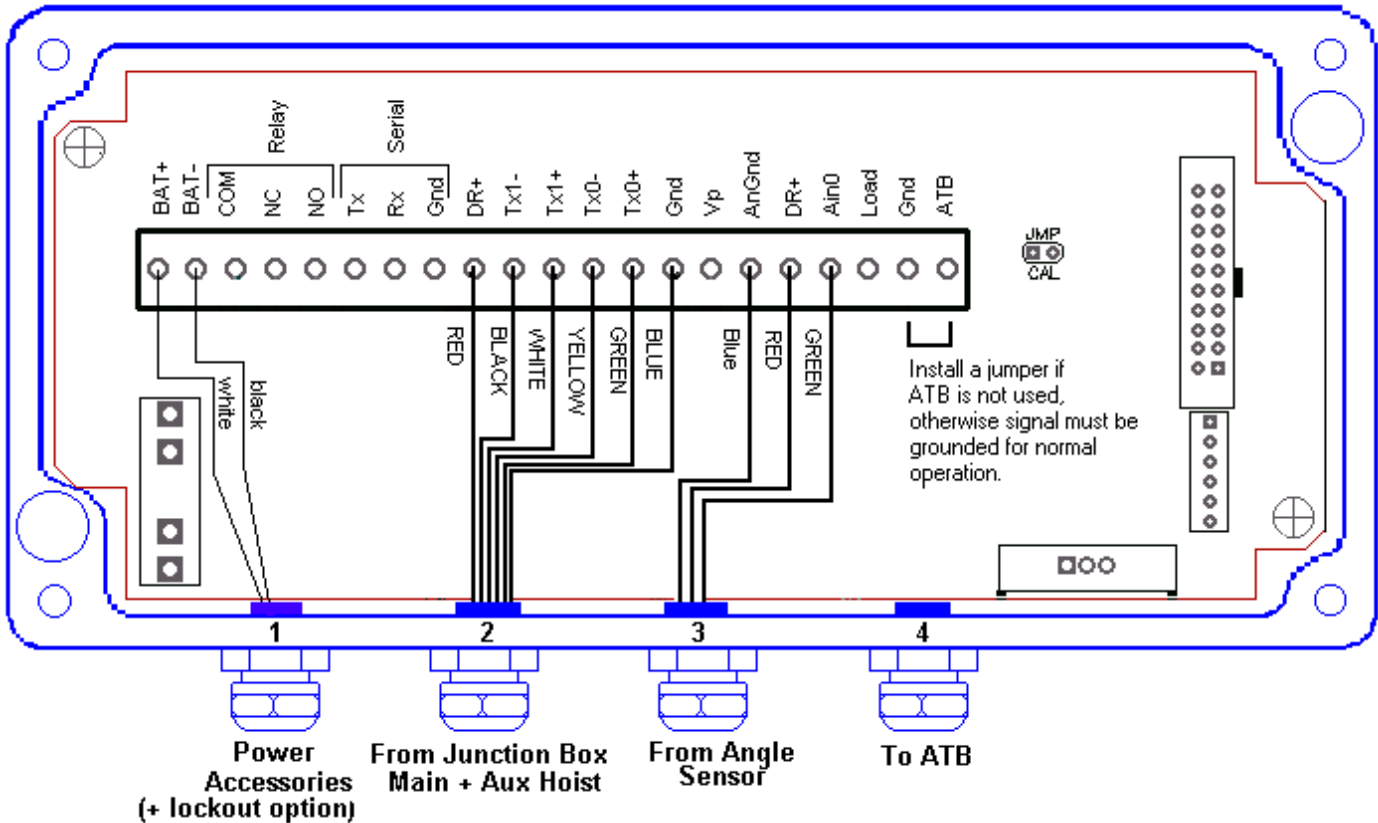 Relay
Serial
BAT+
BAT-
COM
NC
NO
Tx
Rx
Gnd
DR+
Tx1-
Tx1+
Tx0-
Tx0+
Gnd
Vp
AnGnd
DR+
Ain0
Load
Gnd
ATB
JMP
CAL
RED
BLACK
WHITE
YELLOW
GREEN
BLUE
Blue
RED
GREEN
white
black
Install a jumper if
ATB is not used,
otherwise signal must be
grounded for normal
operation.
1
2
3
4
Power
Accessories
(+ lockout option)
From Junction Box
Main + Aux Hoist
From Angle
Sensor
To ATB